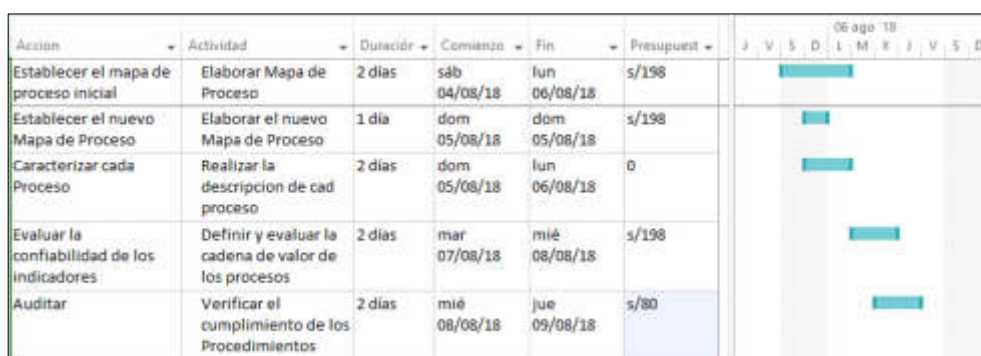 06 ago '18
Accion Actividad Duración Comienzo Fin Presupuest J V S D L M X J V S D
Establecer el mapa de Elaborar Mapa de 2 días sáb lun s/198
proceso inicial Proceso 04/08/18 06/08/18
Establecer el nuevo Elaborar el nuevo 1 día dom dom s/198
Mapa de Proceso Mapa de Proceso 05/08/18 05/08/18
Caracterizar cada Realizar la 2 días dom lun 0
Proceso descripcion de cad 05/08/18 06/08/18
proceso
Evaluar la Definir y evaluar la 2 días mar mié s/198
confiabilidad de los cadena de valor de 07/08/18 08/08/18
indicadores los procesos
Auditar Verificar el 2 días mié jue s/80
cumplimiento de los 08/08/18 09/08/18
Procedimientos